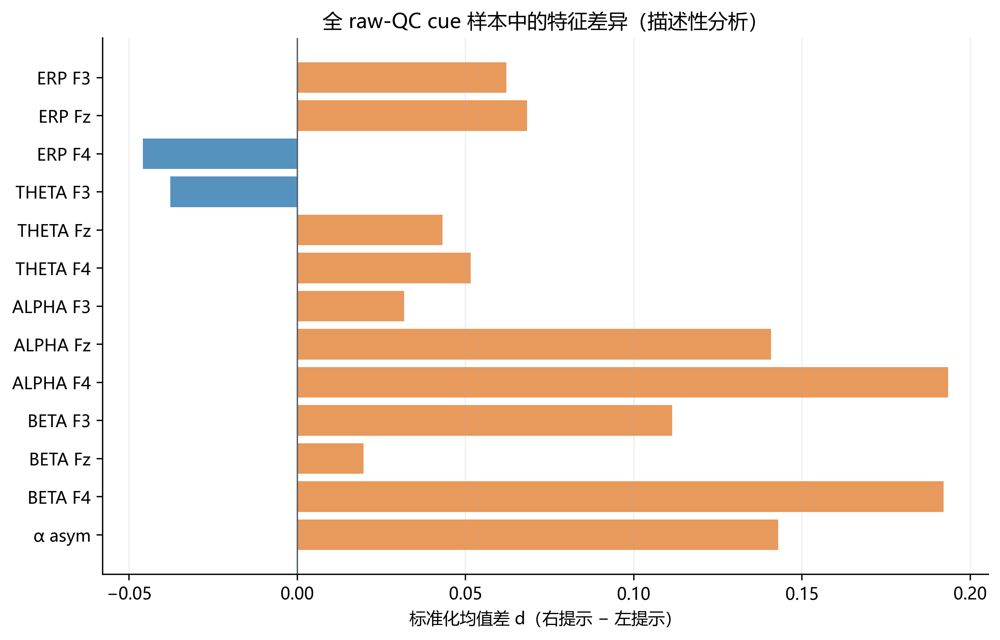 全 raw-QC cue 样本中的特征差异（描述性分析）
ERP F3
ERP Fz
ERP F4
THETA F3
THETA Fz
THETA F4
ALPHA F3
ALPHA Fz
ALPHA F4
BETA F3
BETA Fz
BETA F4
α asym
−0.05 0.00 0.05 0.10 0.15 0.20
标准化均值差 d（右提示 − 左提示）